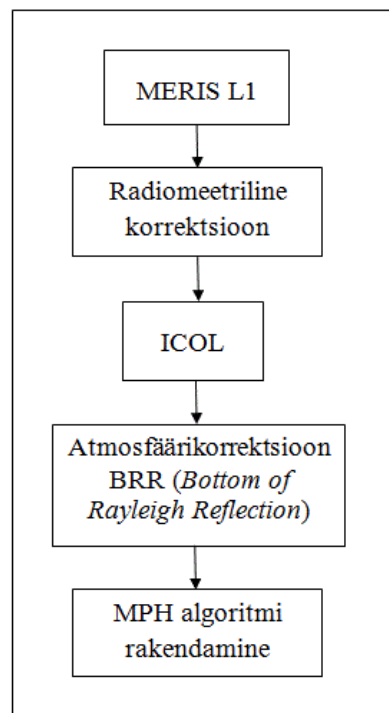 MERIS L1
Radiomeetriline
korrektsioon
ICOL
Atmosfäärikorrektsioon
BRR (Bottom of
Rayleigh Reflection)
MPH algoritmi
rakendamine